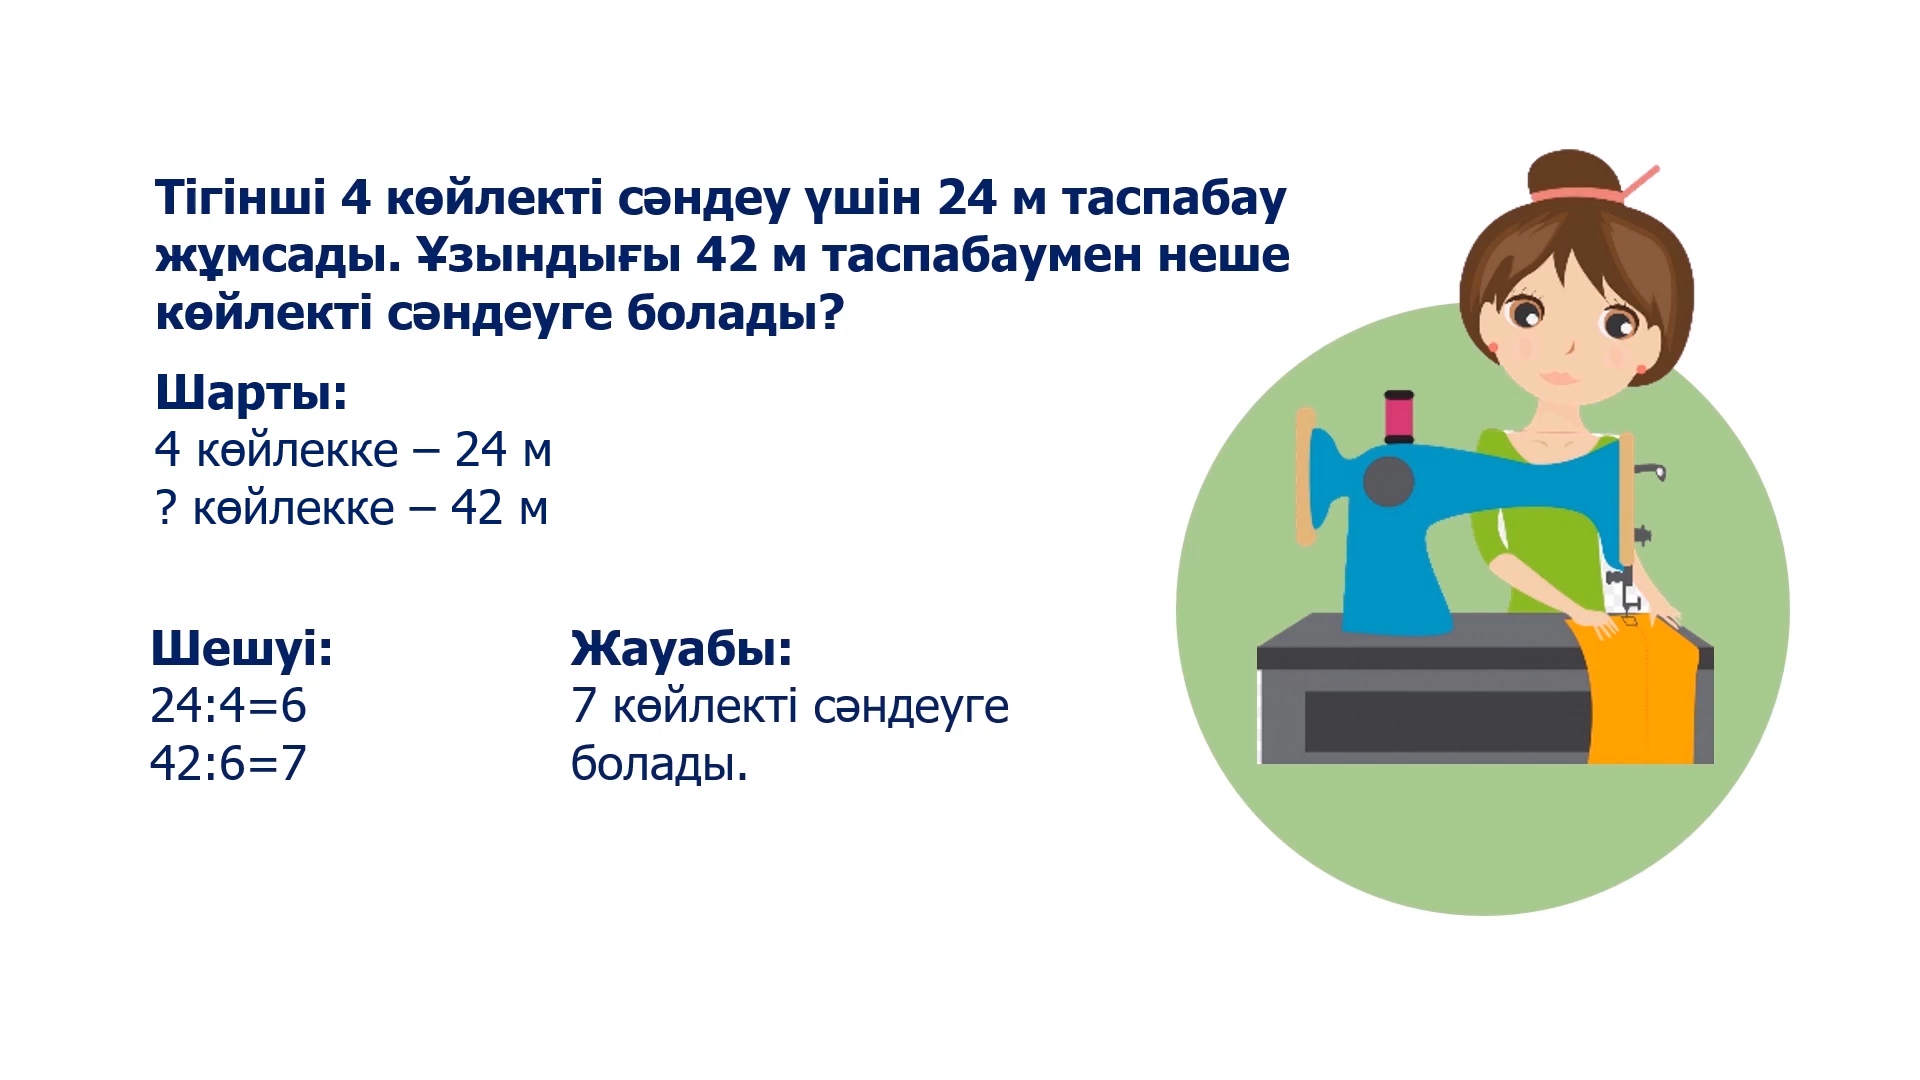 Тігінші 4 көйлекті сәндеу үшін 24 м таспабау
жұмсады. Ұзындығы 42 м таспабаумен неше
көйлекті сәндеуге болады?
Шарты:
4 көйлекке – 24 м
? көйлекке – 42 м
Шешуі:
24:4=6
42:6=7
Жауабы:
7 көйлекті сәндеуге
болады.